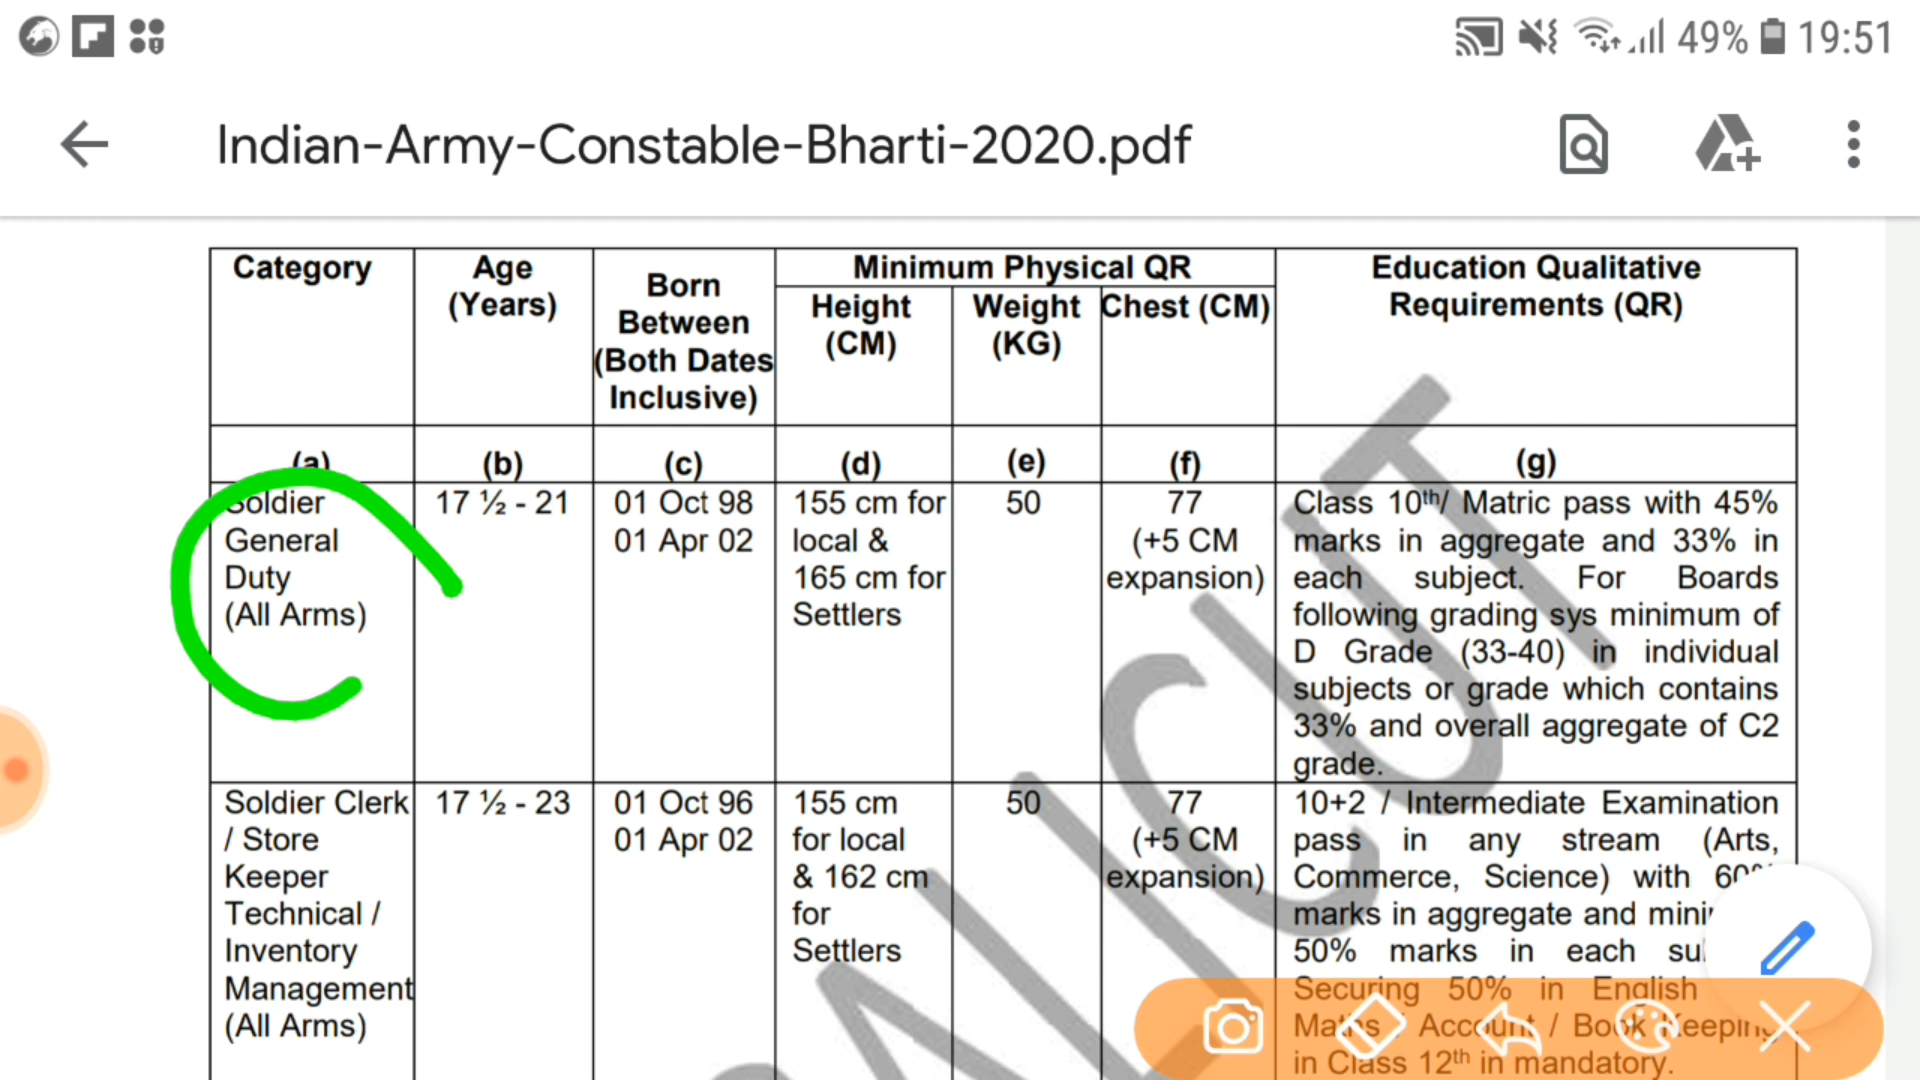 49% 19:51
Indian-Army-Constable-Bharti-2020.pdf
Category
Age
(Years)
Born
Between
(Both Dates
Inclusive)
Minimum Physical QR
Height
(CM)
Weight
(KG)
Chest (CM)
Education Qualitative
Requirements (QR)
(a) (b) (c) (d) (e) (f) (g)
Soldier
General
Duty
(All Arms)
17 ½ - 21
01 Oct 98
01 Apr 02
155 cm for
local &
165 cm for
Settlers
50
77
(+5 CM
expansion)
Class 10th/ Matric pass with 45%
marks in aggregate and 33% in
each subject. For Boards
following grading sys minimum of
D Grade (33-40) in individual
subjects or grade which contains
33% and overall aggregate of C2
grade.
Soldier Clerk
/ Store
Keeper
Technical /
Inventory
Management
(All Arms)
17 ½ - 23
01 Oct 96
01 Apr 02
155 cm
for local
& 162 cm
for
Settlers
50
77
(+5 CM
expansion)
10+2 / Intermediate Examination
pass in any stream (Arts,
Commerce, Science) with
marks in aggregate and
50% marks in each
Securing 50% in English
Maths / Account / Book Keeping
in Class 12th in mandatory.